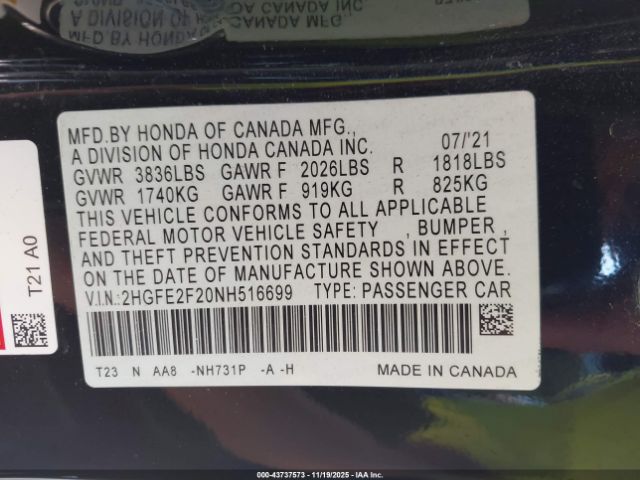 MFD.BY HONDA OF CANADA MFG.,
A DIVISION OF HONDA CANADA INC. 07/'21
GVWR 3836LBS GAWR F 2026LBS R 1818LBS
GVWR 1740KG GAWR F 919KG R 825KG
THIS VEHICLE CONFORMS TO ALL APPLICABLE
FEDERAL MOTOR VEHICLE SAFETY , BUMPER ,
AND THEFT PREVENTION STANDARDS IN EFFECT
ON THE DATE OF MANUFACTURE SHOWN ABOVE.
V.I.N.: 2HGFE2F20NH516699 TYPE: PASSENGER CAR
T23 N AA8 -NH731P -A -H MADE IN CANADA
T21 A0
000-43737573 - 11/19/2025 - IAA Inc.